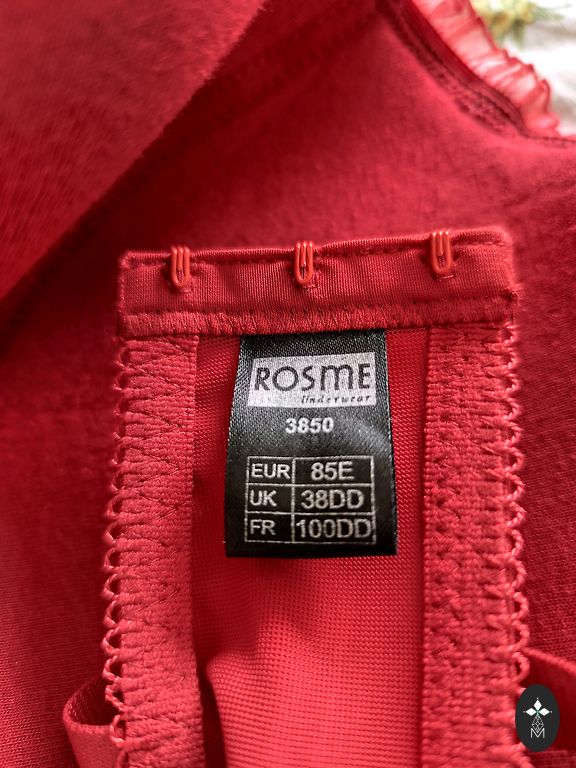 ROSME
Underwear
3850
EUR 85E
UK 38DD
FR 100DD
M